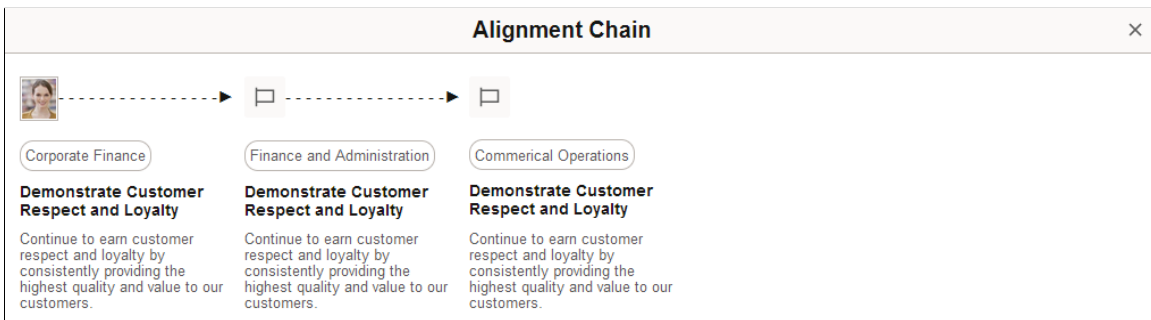 Alignment Chain
Corporate Finance
Finance and Administration
Commerical Operations
Demonstrate Customer
Respect and Loyalty
Demonstrate Customer
Respect and Loyalty
Demonstrate Customer
Respect and Loyalty
Continue to earn customer
respect and loyalty by
consistently providing the
highest quality and value to our
customers.
Continue to earn customer
respect and loyalty by
consistently providing the
highest quality and value to our
customers.
Continue to earn customer
respect and loyalty by
consistently providing the
highest quality and value to our
customers.